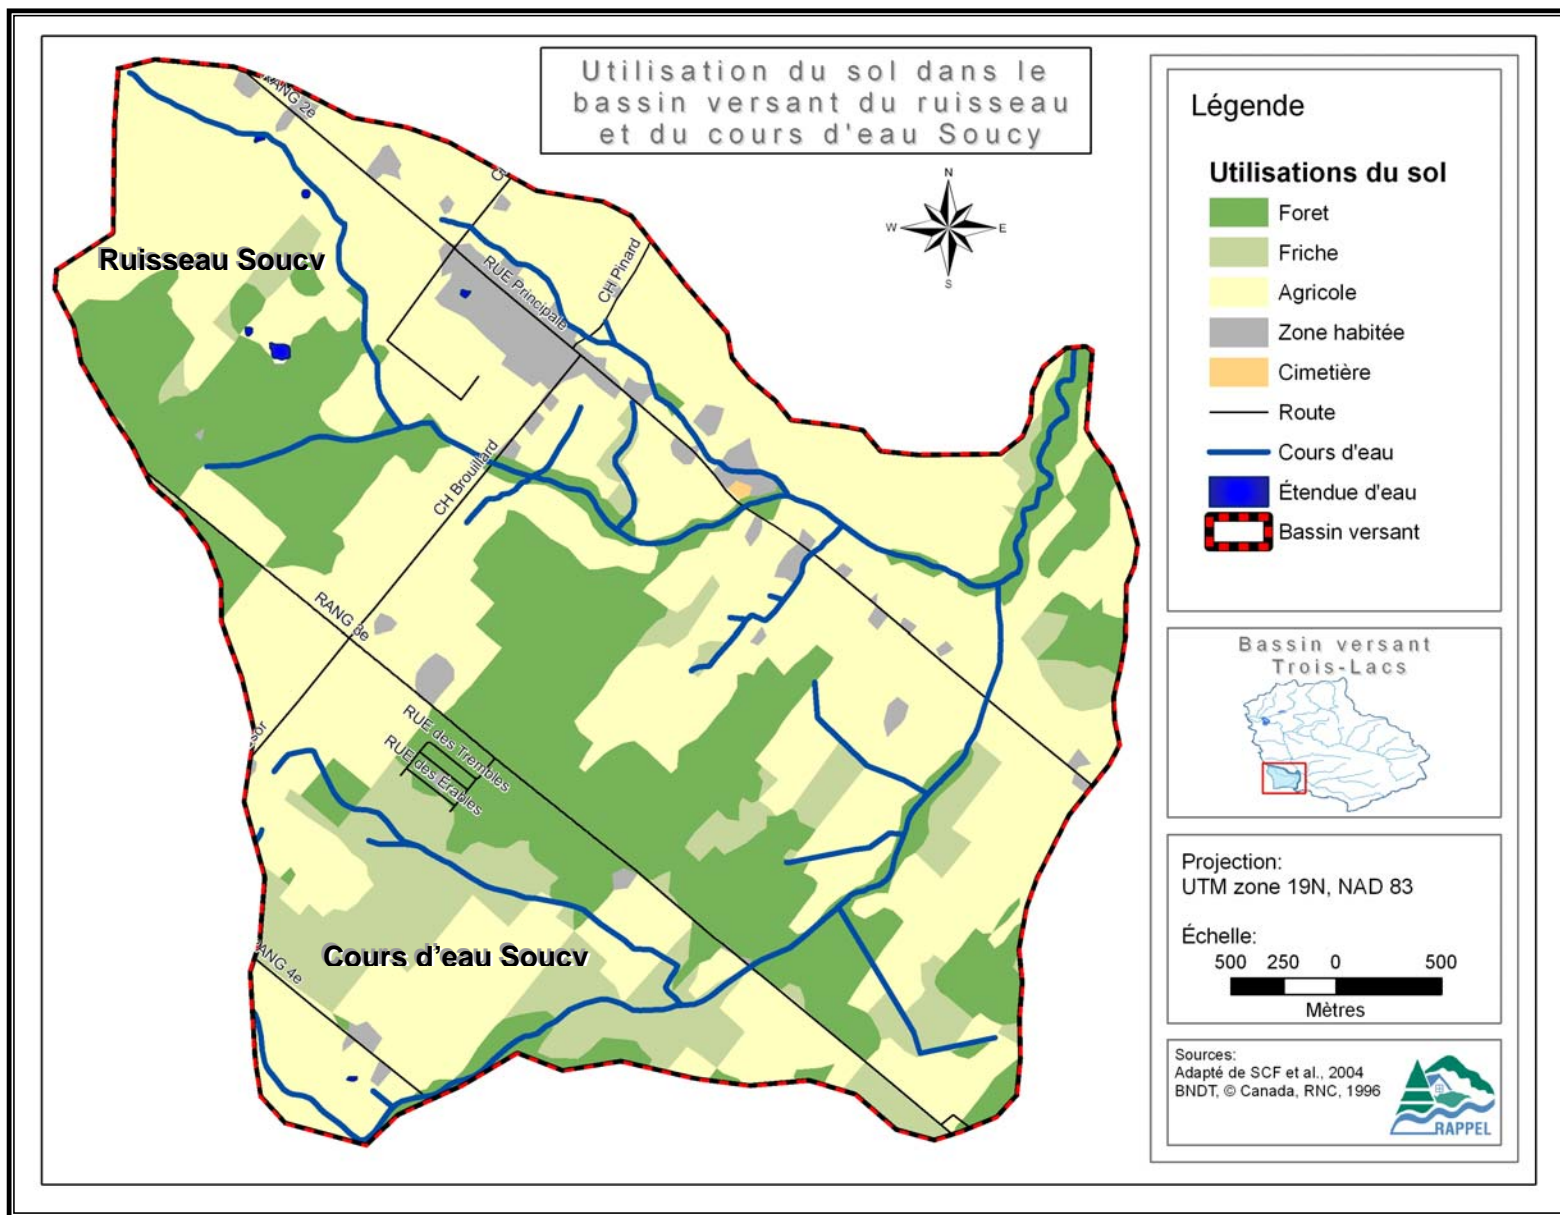 Utilisation du sol dans le
bassin versant du ruisseau
et du cours d'eau Soucy
N
W
E
S
RANG 2e
Ruisseau Soucy
RUE Principale
CH Pinard
CH Brouillard
RANG 3e
RUE des Trembles
RUE des Érables
Cours d'eau Soucy
RANG 4e
Légende
Utilisations du sol
Foret
Friche
Agricole
Zone habitée
Cimetière
Route
Cours d'eau
Étendue d'eau
Bassin versant
Bassin versant
Trois-Lacs
Projection:
UTM zone 19N, NAD 83
Échelle:
500 250 0 500
Mètres
Sources:
Adapté de SCF et al., 2004
BNDT, © Canada, RNC, 1996
RAPPEL